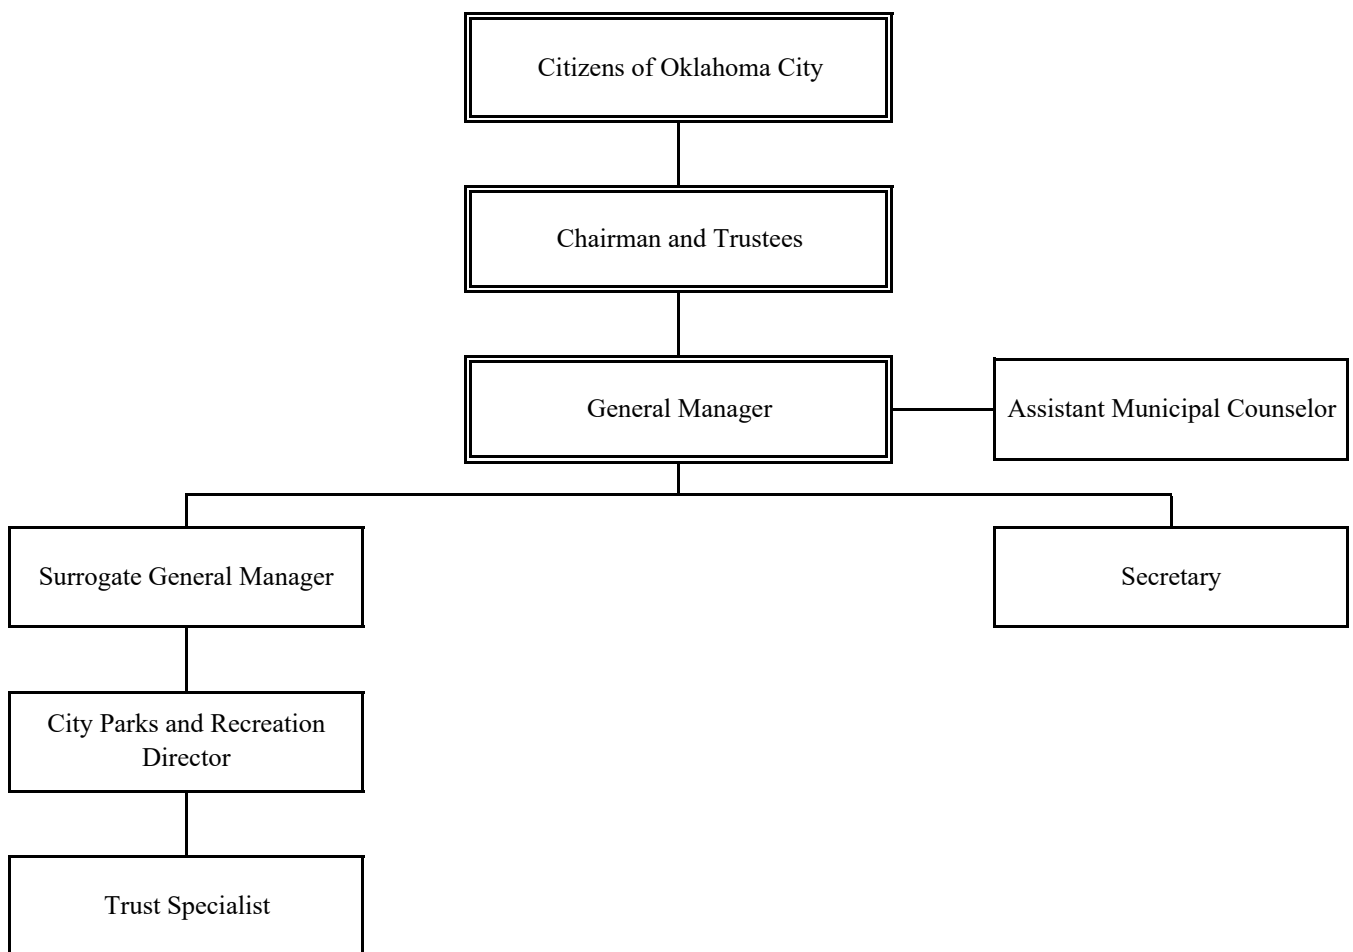 Citizens of Oklahoma City
Chairman and Trustees
General Manager
Assistant Municipal Counselor
Surrogate General Manager
Secretary
City Parks and Recreation
Director
Trust Specialist